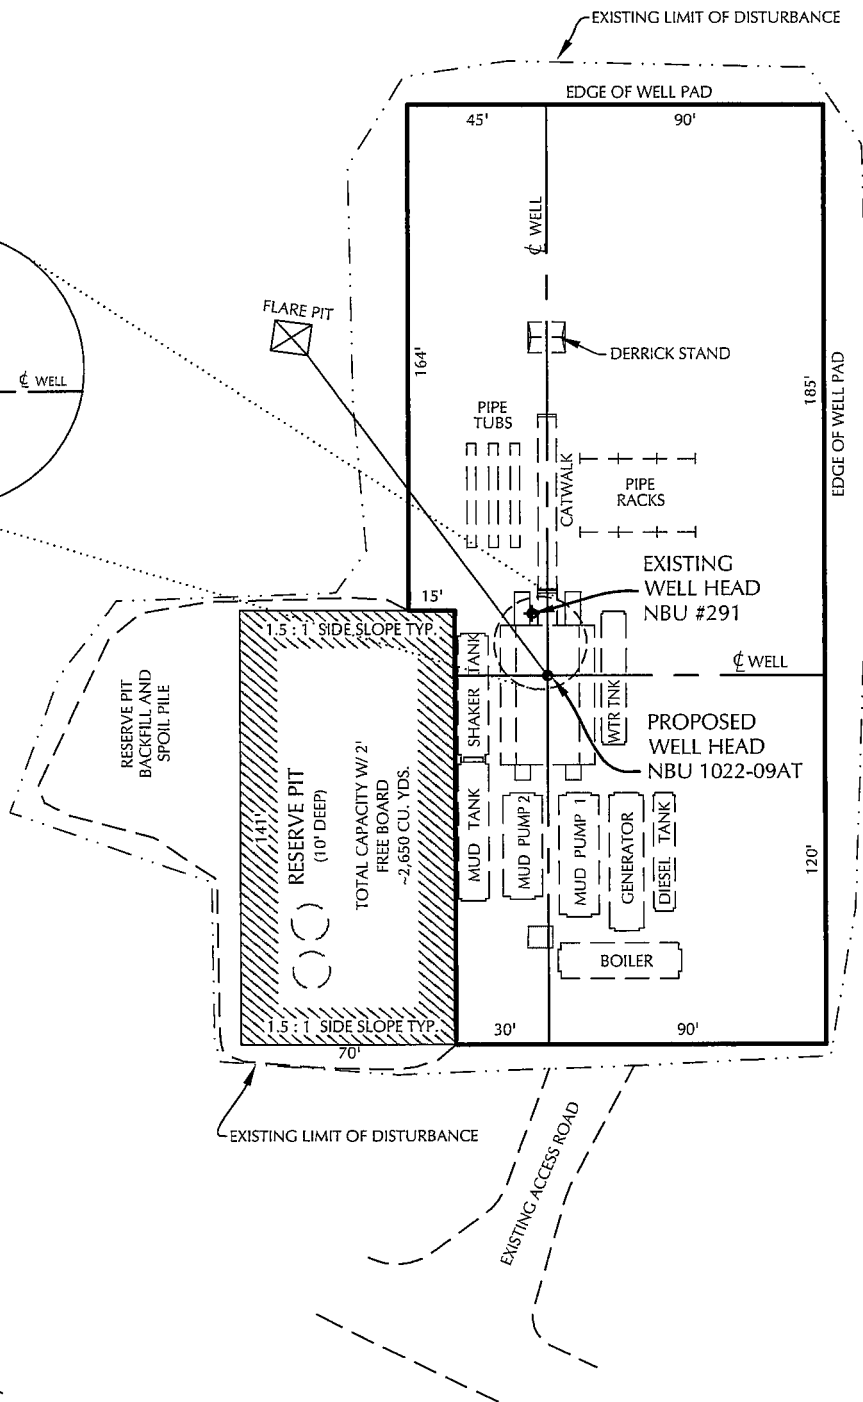 EXISTING LIMIT OF DISTURBANCE
EDGE OF WELL PAD
45'
90'
℄ WELL
FLARE PIT
DERRICK STAND
℄ WELL
164'
185'
EDGE OF WELL PAD
PIPE
TUBS
CATWALK
PIPE
RACKS
EXISTING
WELL HEAD
NBU #291
15'
1.5 : 1 SIDE SLOPE TYP.
SHAKER TANK
WTR TNK
℄ WELL
RESERVE PIT
BACKFILL AND
SPOIL PILE
PROPOSED
WELL HEAD
NBU 1022-09AT
141'
RESERVE PIT
(10' DEEP)
TOTAL CAPACITY W/ 2'
FREE BOARD
~2,650 CU. YDS.
MUD TANK
MUD PUMP 2
MUD PUMP 1
GENERATOR
DIESEL TANK
120'
BOILER
1.5 : 1 SIDE SLOPE TYP.
30'
90'
70'
EXISTING LIMIT OF DISTURBANCE
EXISTING ACCESS ROAD